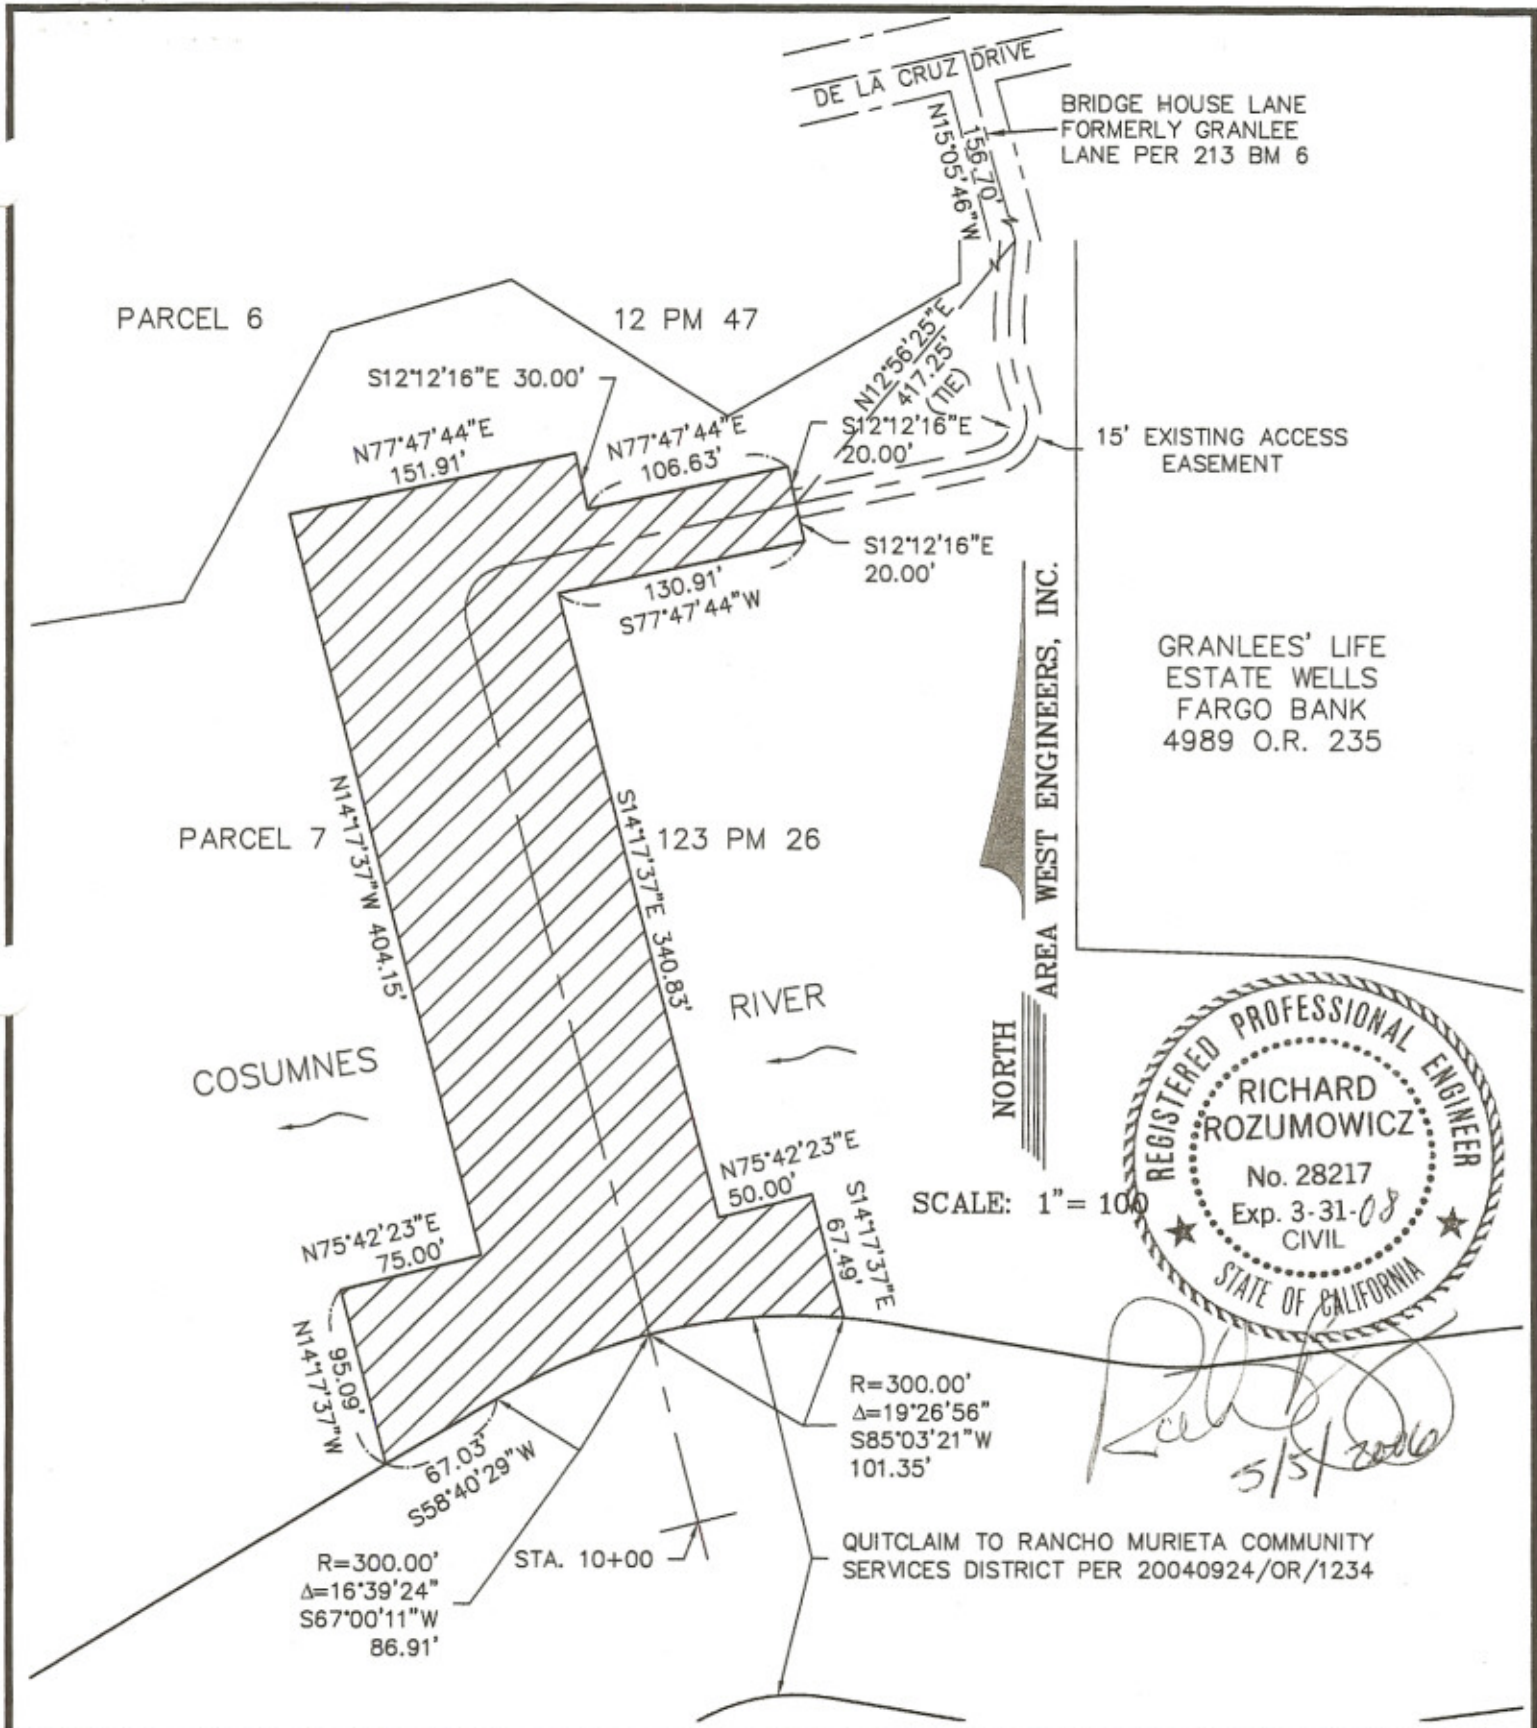 DE LA CRUZ DRIVE
BRIDGE HOUSE LANE
FORMERLY GRANLEE
LANE PER 213 BM 6
156.70'
N15°05'46"W
PARCEL 6
12 PM 47
S12°12'16"E 30.00'
N12°56'25"E
417.25'
(TIE)
N77°47'44"E
151.91'
N77°47'44"E
106.63'
S12°12'16"E
20.00'
15' EXISTING ACCESS
EASEMENT
S12°12'16"E
20.00'
130.91'
S77°47'44"W
GRANLEES' LIFE
ESTATE WELLS
FARGO BANK
4989 O.R. 235
PARCEL 7
123 PM 26
N14°17'37"W 404.15'
S14°17'37"E 340.83'
NORTH
AREA WEST ENGINEERS, INC.
COSUMNES
RIVER
SCALE: 1"= 100
REGISTERED PROFESSIONAL ENGINEER
RICHARD
ROZUMOWICZ
No. 28217
Exp. 3-31-08
CIVIL
STATE OF CALIFORNIA
5/5/2006
N75°42'23"E
50.00'
S14°17'37"E
67.49'
N75°42'23"E
75.00'
95.09'
N14°17'37"W
67.03'
S58°40'29"W
R=300.00'
Δ=19°26'56"
S85°03'21"W
101.35'
R=300.00'
Δ=16°39'24"
S67°00'11"W
86.91'
STA. 10+00
QUITCLAIM TO RANCHO MURIETA COMMUNITY
SERVICES DISTRICT PER 20040924/OR/1234